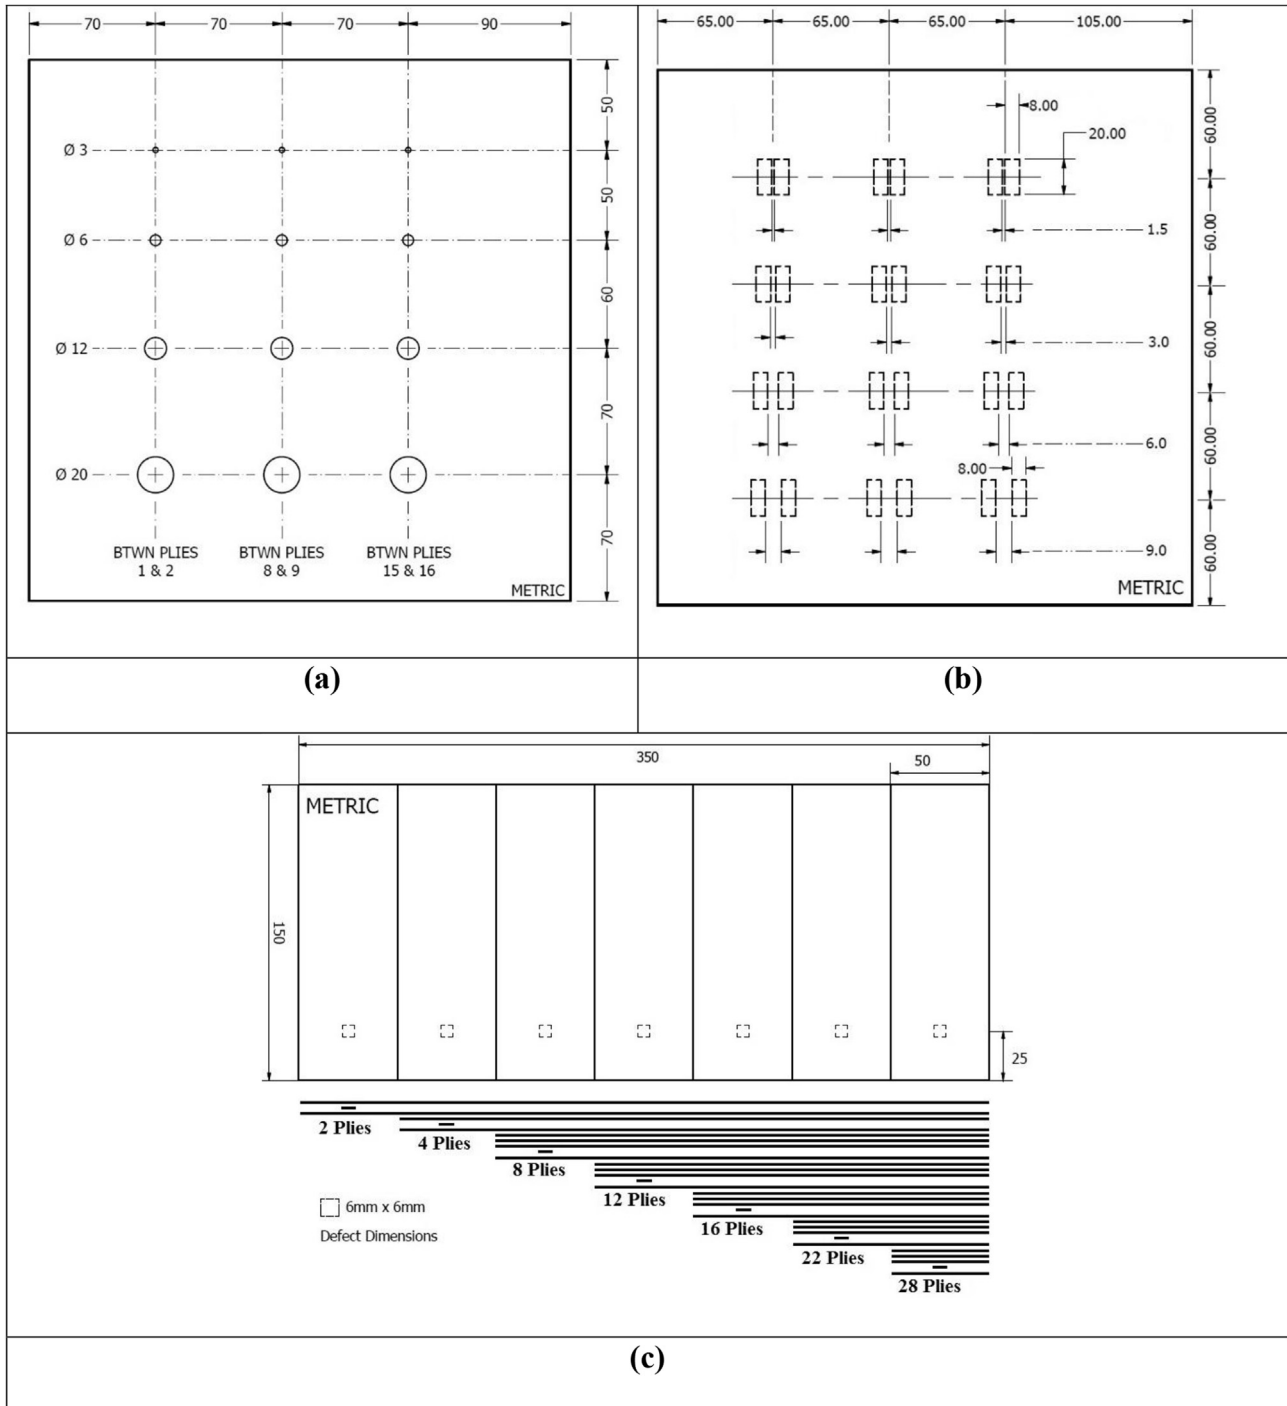 70 70 70 90
50
Ø 3
50
Ø 6
60
Ø 12
70
Ø 20
70
BTWN PLIES
1 & 2
BTWN PLIES
8 & 9
BTWN PLIES
15 & 16
METRIC
(a)
65.00 65.00 65.00 105.00
8.00
60.00
20.00
1.5
60.00
3.0
60.00
6.0
8.00
60.00
9.0
60.00
METRIC
(b)
350
50
METRIC
150
25
2 Plies
4 Plies
8 Plies
12 Plies
16 Plies
22 Plies
28 Plies
6mm x 6mm
Defect Dimensions
(c)